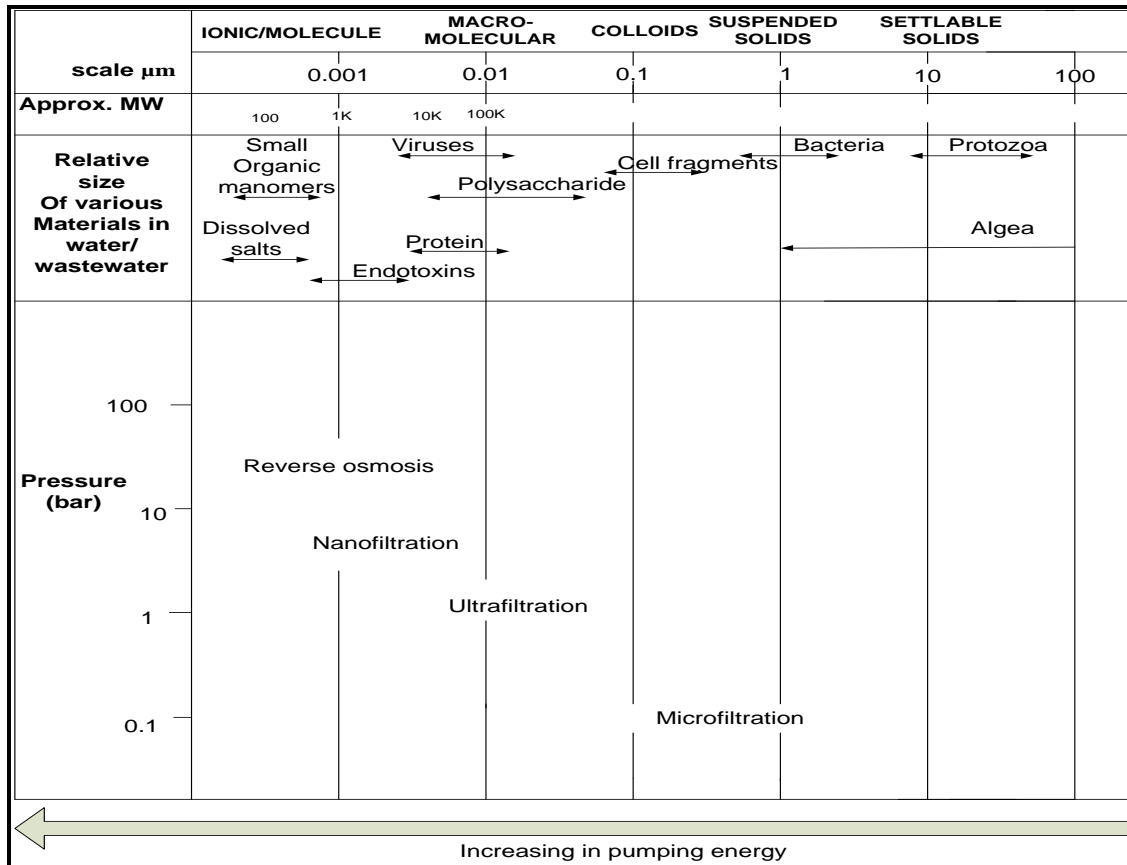 IONIC/MOLECULE
MACRO-
MOLECULAR
COLLOIDS
SUSPENDED
SOLIDS
SETTLABLE
SOLIDS
scale µm
0.001
0.01
0.1
1
10
100
Approx. MW
100
1K
10K
100K
Relative
size
Of various
Materials in
water/
wastewater
Small
Organic
manomers
Viruses
Bacteria
Protozoa
Cell fragments
Polysaccharide
Dissolved
salts
Protein
Algea
Endotoxins
Pressure
(bar)
100
10
1
0.1
Reverse osmosis
Nanofiltration
Ultrafiltration
Microfiltration
Increasing in pumping energy